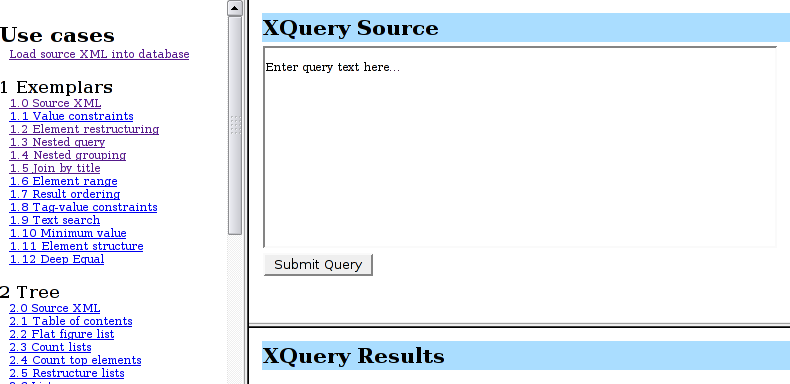 Use cases
Load source XML into database
1 Exemplars
1.0 Source XML
1.1 Value constraints
1.2 Element restructuring
1.3 Nested query
1.4 Nested grouping
1.5 Join by title
1.6 Element range
1.7 Result ordering
1.8 Tag-value constraints
1.9 Text search
1.10 Minimum value
1.11 Element structure
1.12 Deep Equal
2 Tree
2.0 Source XML
2.1 Table of contents
2.2 Flat figure list
2.3 Count lists
2.4 Count top elements
2.5 Restructure lists
XQuery Source
Enter query text here...
Submit Query
XQuery Results